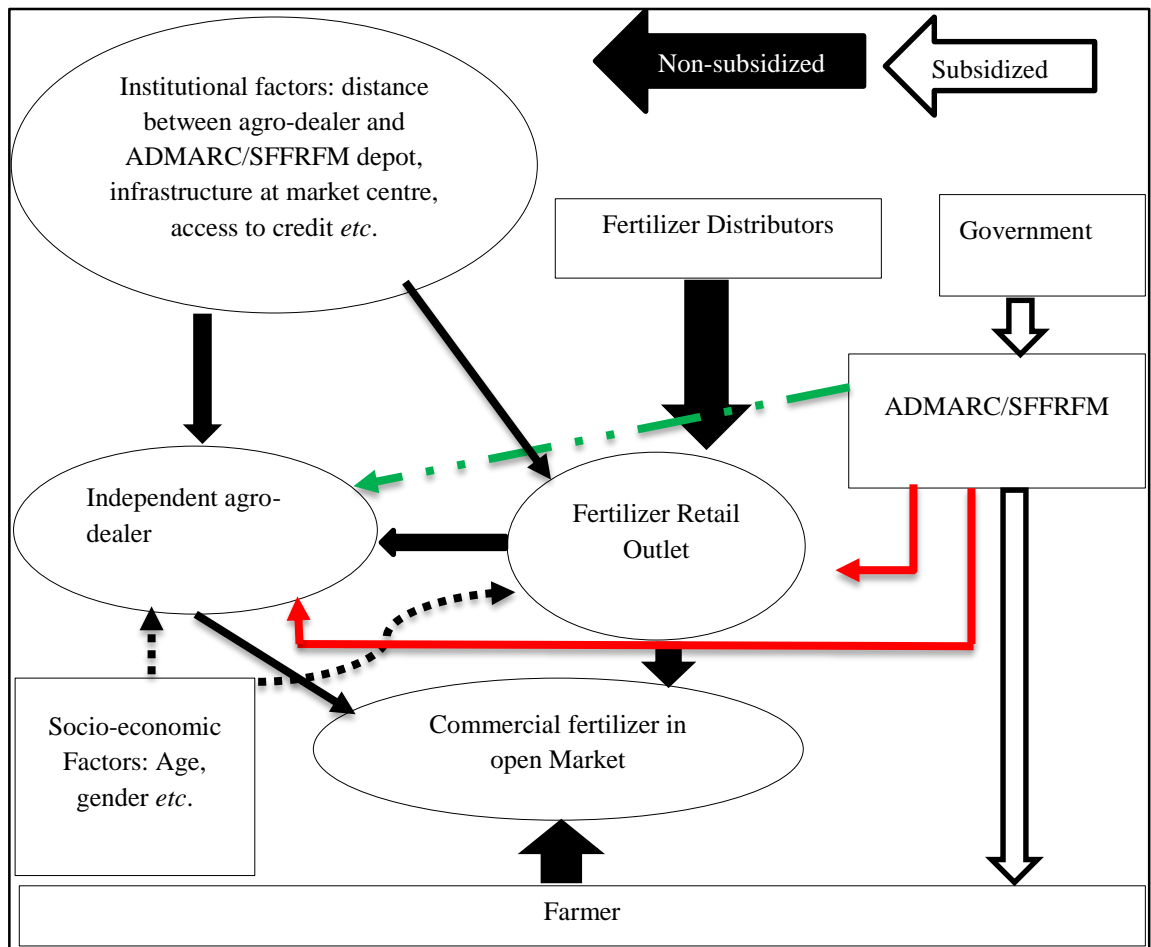 Non-subsidized
Subsidized
Institutional factors: distance
between agro-dealer and
ADMARC/SFFRFM depot,
infrastructure at market centre,
access to credit etc.
Fertilizer Distributors
Government
ADMARC/SFFRFM
Independent agro-
dealer
Fertilizer Retail
Outlet
Socio-economic
Factors: Age,
gender etc.
Commercial fertilizer in
open Market
Farmer